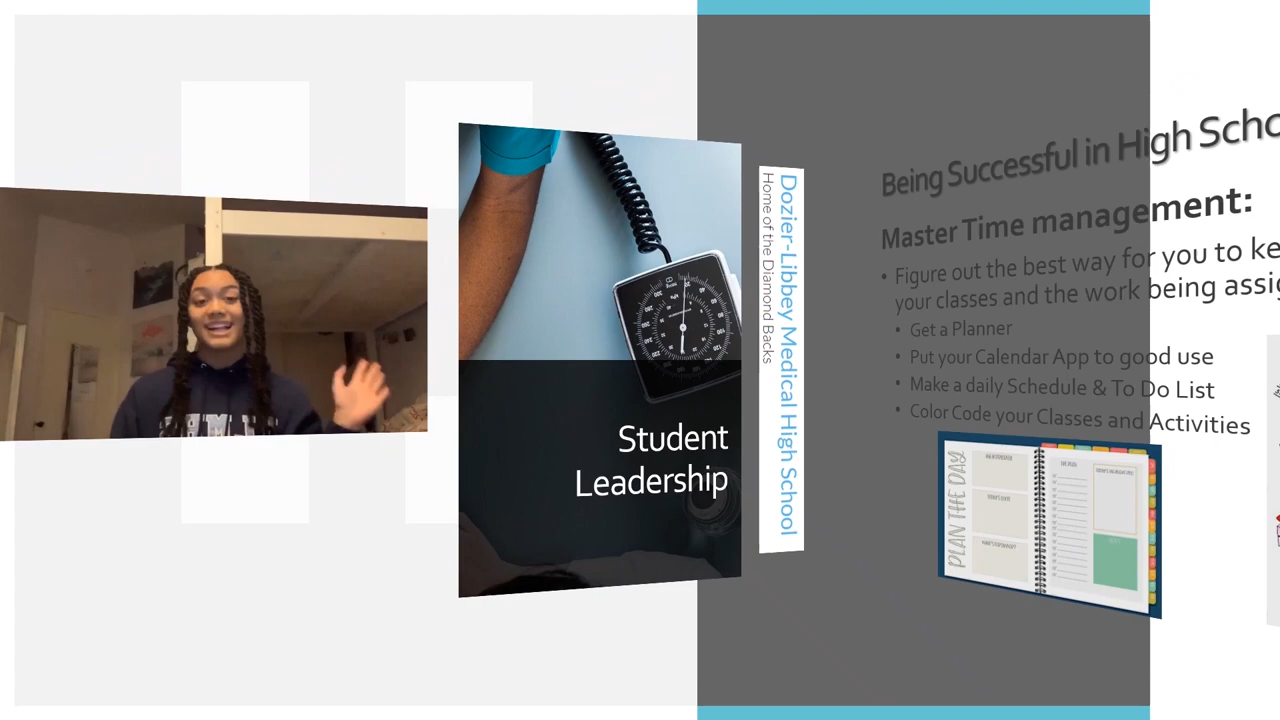 Student
Leadership
Dozier-Libbey Medical High School
Home of the Diamond Backs
Being Successful in High Scho
Master Time management:
• Figure out the best way for you to ke
your classes and the work being assig
• Get a Planner
• Put your Calendar App to good use
• Make a daily Schedule & To Do List
• Color Code your Classes and Activities
PLAN THE DAY